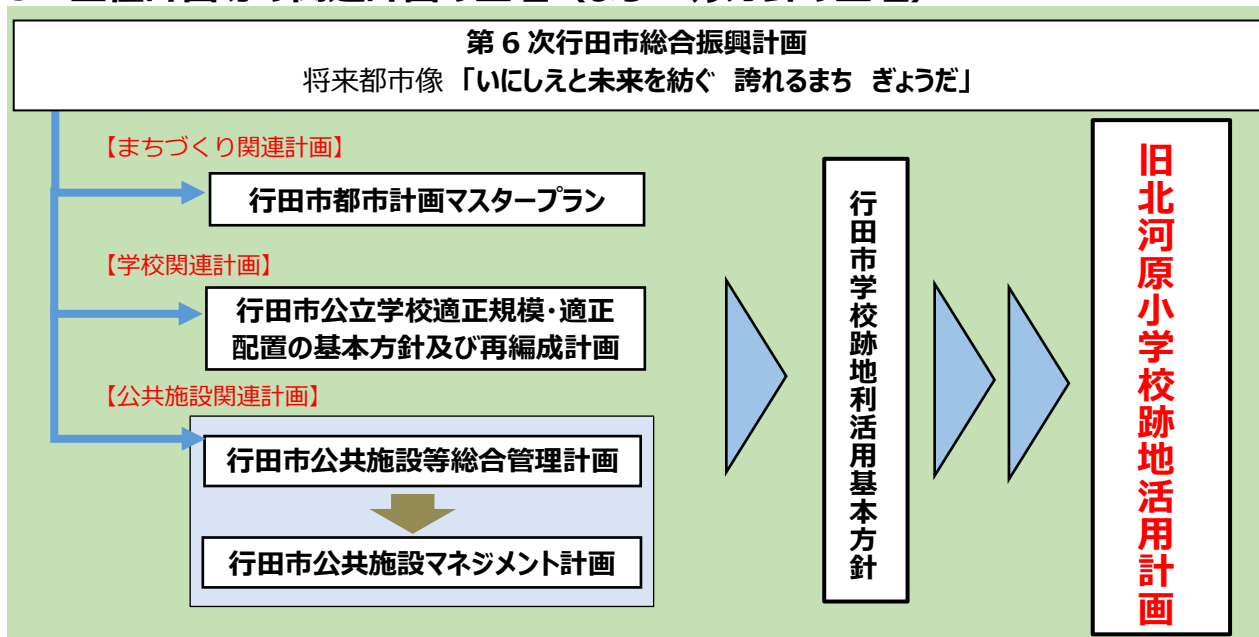 第6次行田市総合振興計画
将来都市像「いにしえと未来を紡ぐ 誇れるまち ぎょうだ」
【まちづくり関連計画】
行田市都市計画マスタープラン
【学校関連計画】
行田市公立学校適正規模・適正
配置の基本方針及び再編成計画
【公共施設関連計画】
行田市公共施設等総合管理計画
行田市公共施設マネジメント計画
行田市学校跡地利活用基本方針
旧北河原小学校跡地活用計画